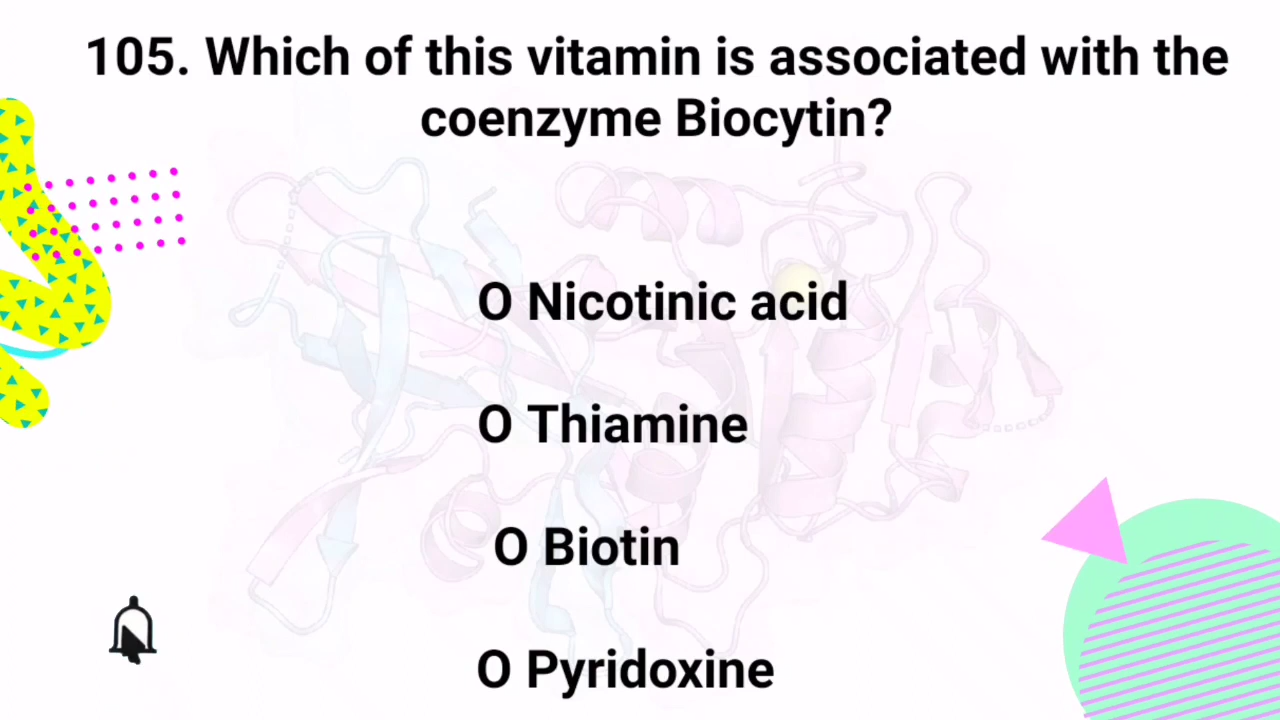 105. Which of this vitamin is associated with the
coenzyme Biocytin?
O Nicotinic acid
O Thiamine
O Biotin
O Pyridoxine